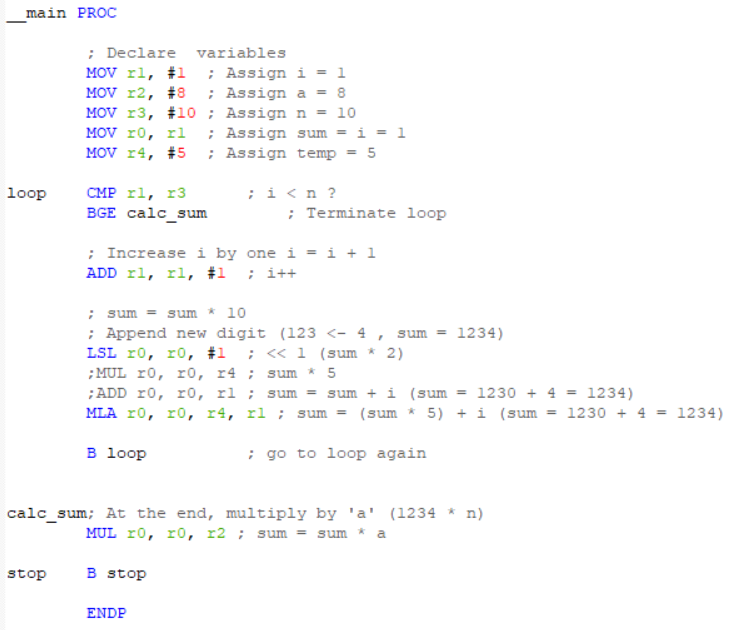 __main PROC
; Declare  variables
MOV r1, #1  ; Assign i = 1
MOV r2, #8  ; Assign a = 8
MOV r3, #10 ; Assign n = 10
MOV r0, r1  ; Assign sum = i = 1
MOV r4, #5  ; Assign temp = 5
loop    CMP r1, r3      ; i < n ?
BGE calc_sum      ; Terminate loop
; Increase i by one i = i + 1
ADD r1, r1, #1  ; i++
; sum = sum * 10
; Append new digit (123 <- 4 , sum = 1234)
LSL r0, r0, #1  ; << 1 (sum * 2)
;MUL r0, r0, r4 ; sum * 5
;ADD r0, r0, r1 ; sum = sum + i (sum = 1230 + 4 = 1234)
MLA r0, r0, r4, r1 ; sum = (sum * 5) + i (sum = 1230 + 4 = 1234)
B loop          ; go to loop again
calc_sum; At the end, multiply by 'a' (1234 * n)
MUL r0, r0, r2 ; sum = sum * a
stop    B stop
ENDP